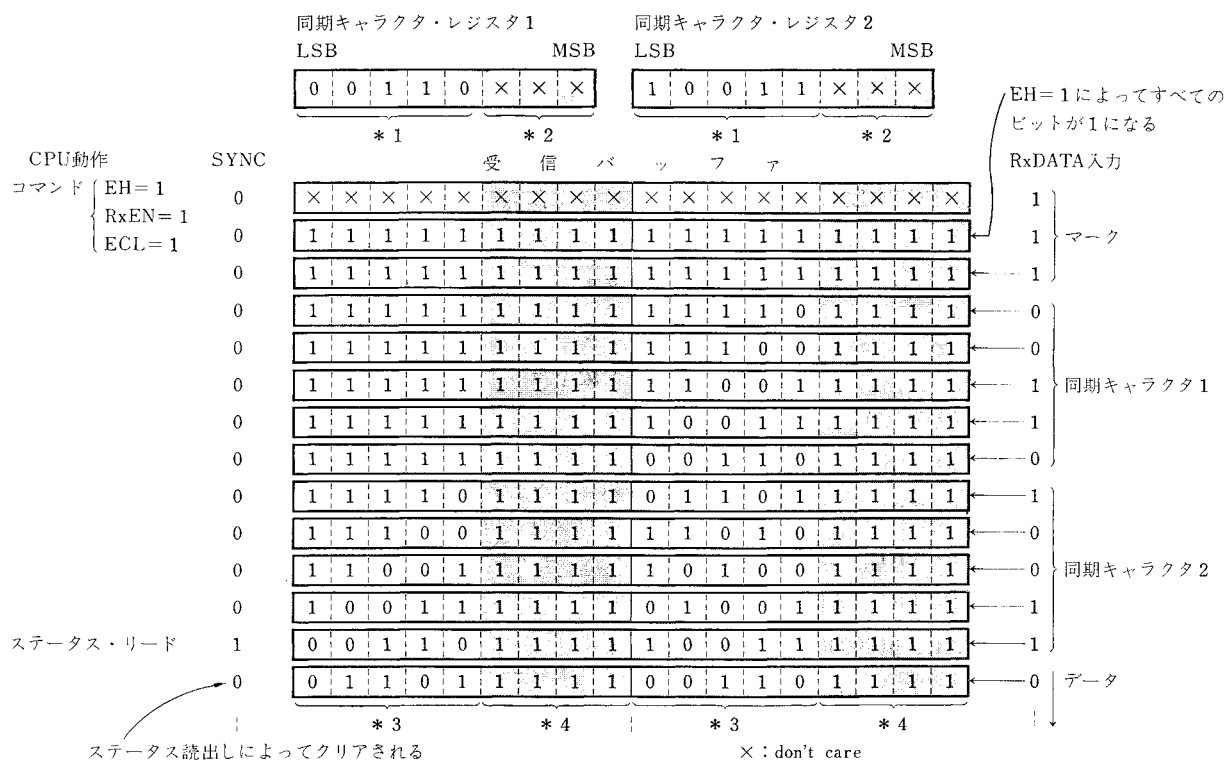 同期キャラクタ・レジスタ1 同期キャラクタ・レジスタ2
LSB MSB LSB MSB
0 0 1 1 0 × × × 1 0 0 1 1 × × ×
EH=1によってすべての
ビットが1になる
*1 *2 *1 *2
CPU動作 SYNC 受信バッファ RxDATA入力
コマンド EH=1 0 × × × × × × × × × × × × × × × × × × 1
RxEN=1 0 1 1 1 1 1 1 1 1 1 1 1 1 1 1 1 1 1 1 1 マーク
ECL=1
0 1 1 1 1 1 1 1 1 1 1 1 1 1 1 1 1 1 1 1
0 1 1 1 1 1 1 1 1 1 1 1 1 1 0 1 1 1 1 0
0 1 1 1 1 1 1 1 1 1 1 1 1 0 0 1 1 1 1 0
0 1 1 1 1 1 1 1 1 1 1 1 0 0 1 1 1 1 1 1 同期キャラクタ1
0 1 1 1 1 1 1 1 1 1 1 0 0 1 1 1 1 1 1 1
0 1 1 1 1 1 1 1 1 1 0 0 1 1 0 1 1 1 1 0
0 1 1 1 1 0 1 1 1 1 0 1 1 0 1 1 1 1 1 1
0 1 1 1 0 0 1 1 1 1 1 1 0 1 0 1 1 1 1 0
0 1 1 0 0 1 1 1 1 1 1 0 1 0 0 1 1 1 1 0 同期キャラクタ2
0 1 0 0 1 1 1 1 1 1 0 1 0 0 1 1 1 1 1 1
ステータス・リード 1 0 0 1 1 0 1 1 1 1 1 0 0 1 1 1 1 1 1 1
0 0 1 1 0 1 1 1 1 1 0 0 1 1 0 1 1 1 1 0 データ
*3 *4 *3 *4
ステータス読出しによってクリアされる ×:don't care